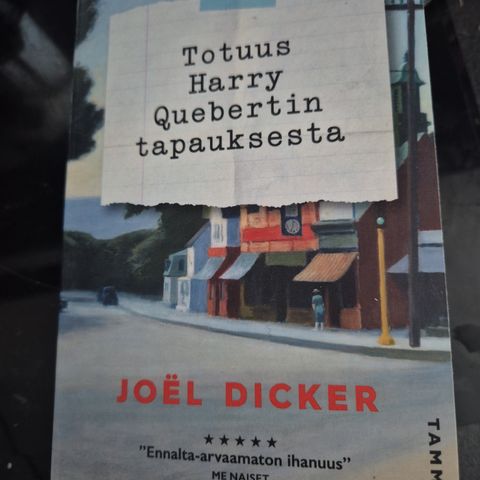 Totuus
Harry
Quebertin
tapauksesta
JOËL DICKER
★★★★★
”Ennalta-arvaamaton ihanuus”
ME NAISET
TAMM